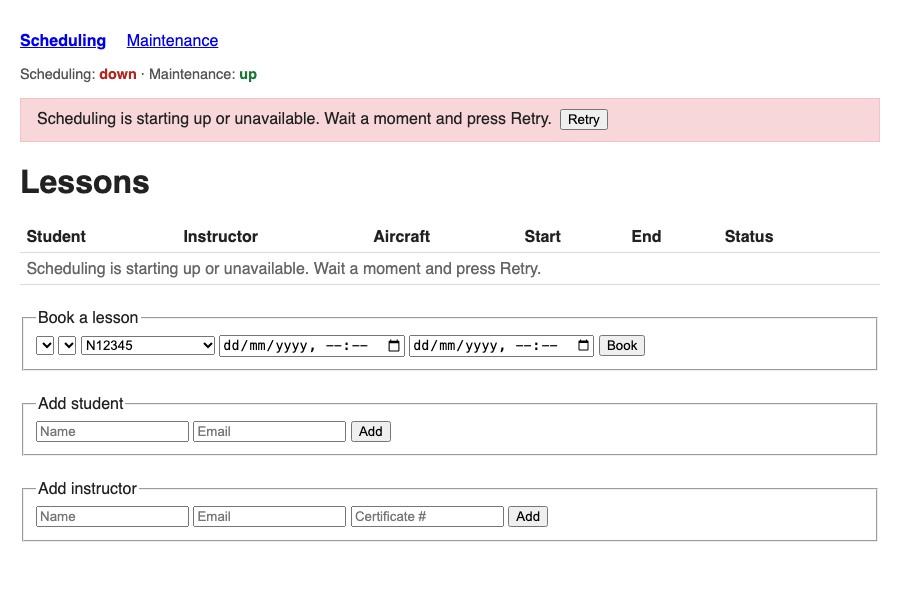 Scheduling Maintenance
Scheduling: down · Maintenance: up
Scheduling is starting up or unavailable. Wait a moment and press Retry. Retry
Lessons
Student Instructor Aircraft Start End Status
Scheduling is starting up or unavailable. Wait a moment and press Retry.
Book a lesson
N12345 dd/mm/yyyy, --:-- dd/mm/yyyy, --:-- Book
Add student
Name Email Add
Add instructor
Name Email Certificate # Add